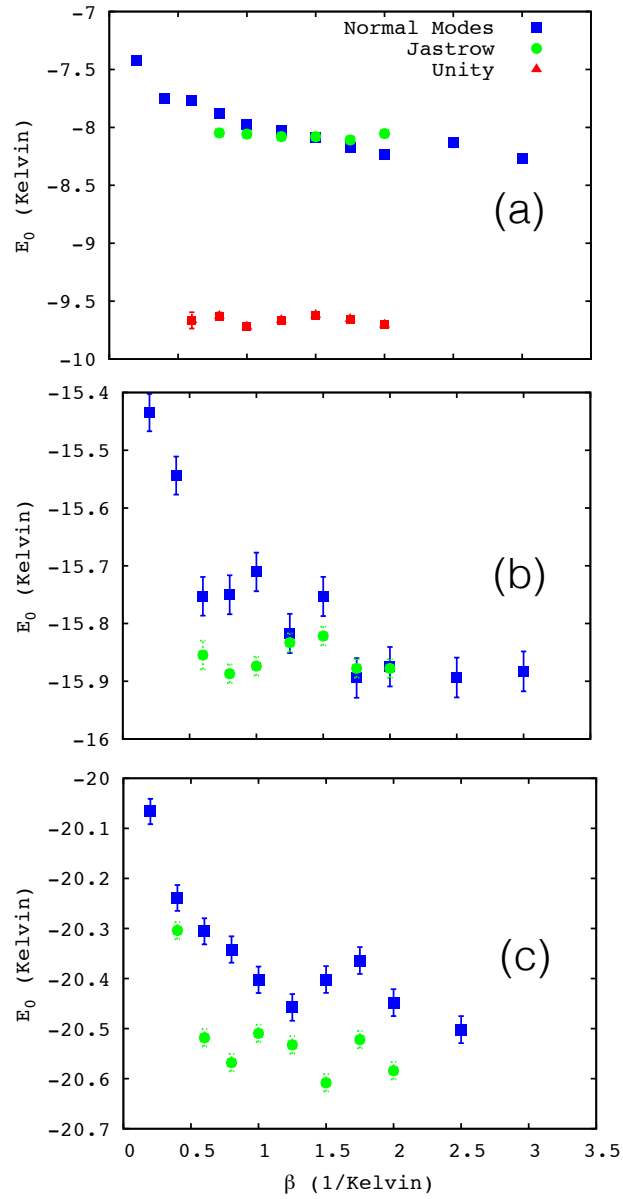 -7
Normal Modes
Jastrow
Unity
-7.5
-8
-8.5
-9
-9.5
-10
E0 (Kelvin)
(a)
-15.4
-15.5
-15.6
-15.7
-15.8
-15.9
-16
E0 (Kelvin)
(b)
-20
-20.1
-20.2
-20.3
-20.4
-20.5
-20.6
-20.7
E0 (Kelvin)
(c)
0 0.5 1 1.5 2 2.5 3 3.5
β (1/Kelvin)